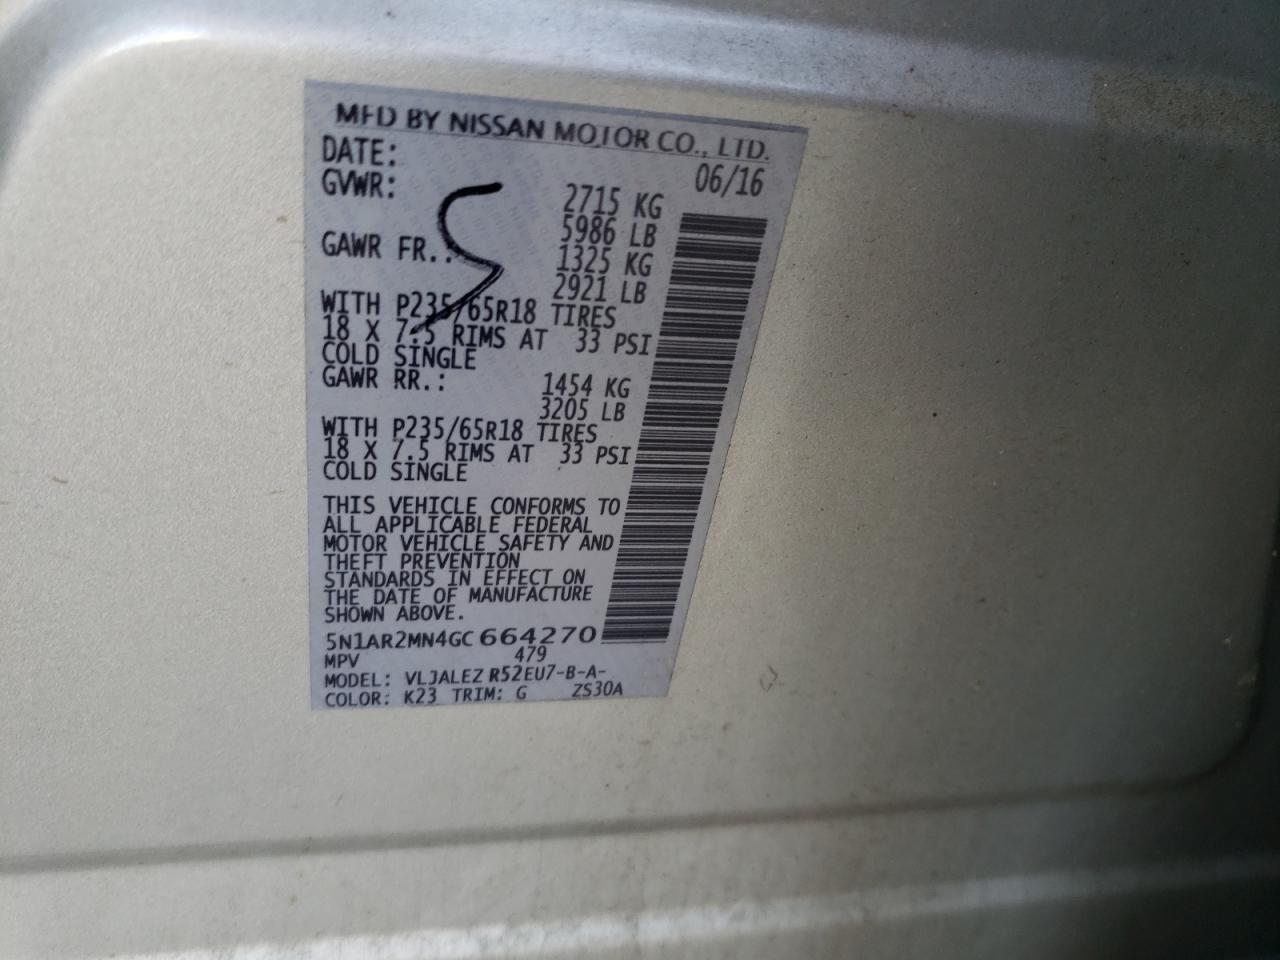 MFD BY NISSAN MOTOR CO., LTD.
DATE: 06/16
GVWR: 2715 KG
5986 LB
GAWR FR.: 1325 KG
2921 LB
WITH P235/65R18 TIRES
18 X 7.5 RIMS AT 33 PSI
COLD SINGLE
GAWR RR.: 1454 KG
3205 LB
WITH P235/65R18 TIRES
18 X 7.5 RIMS AT 33 PSI
COLD SINGLE
THIS VEHICLE CONFORMS TO
ALL APPLICABLE FEDERAL
MOTOR VEHICLE SAFETY AND
THEFT PREVENTION
STANDARDS IN EFFECT ON
THE DATE OF MANUFACTURE
SHOWN ABOVE.
5N1AR2MN4GC664270
MPV 479
MODEL: VLJALEZ R52EU7-B-A-
COLOR: K23 TRIM: G ZS30A